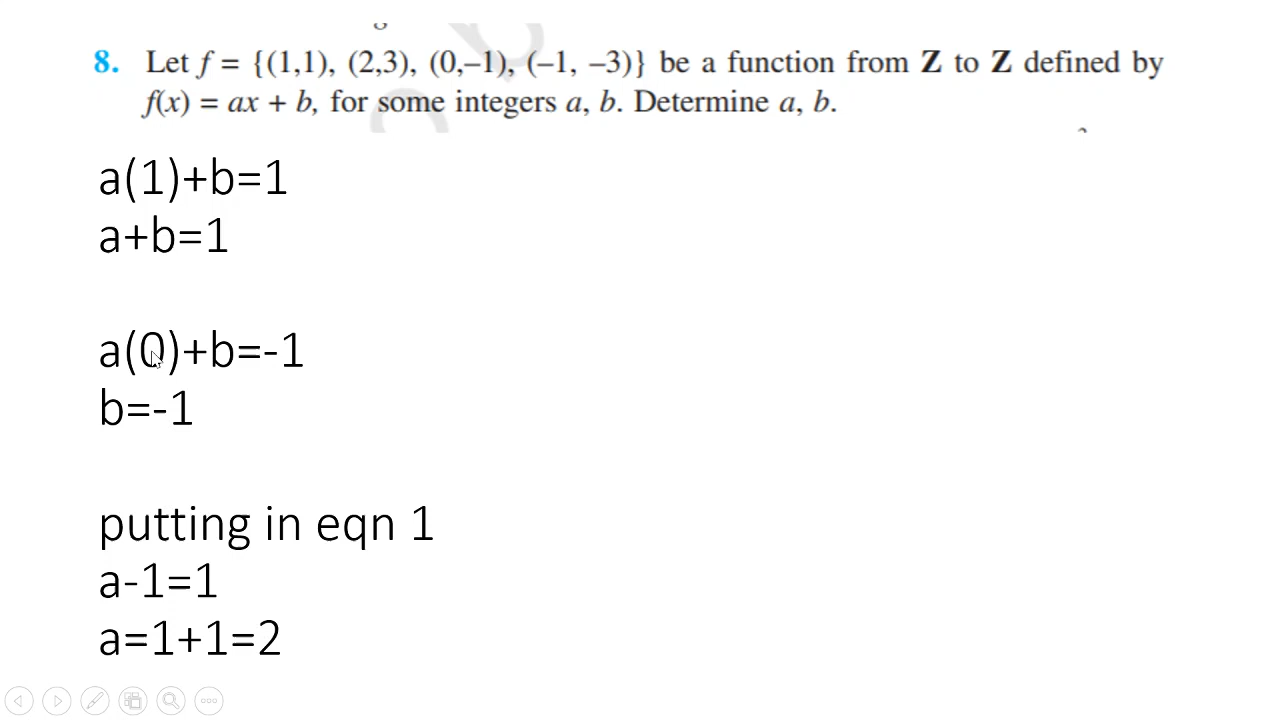 8. Let f = {(1,1), (2,3), (0,–1), (–1, –3)} be a function from Z to Z defined by
f(x) = ax + b, for some integers a, b. Determine a, b.
a(1)+b=1
a+b=1
a(0)+b=-1
b=-1
putting in eqn 1
a-1=1
a=1+1=2